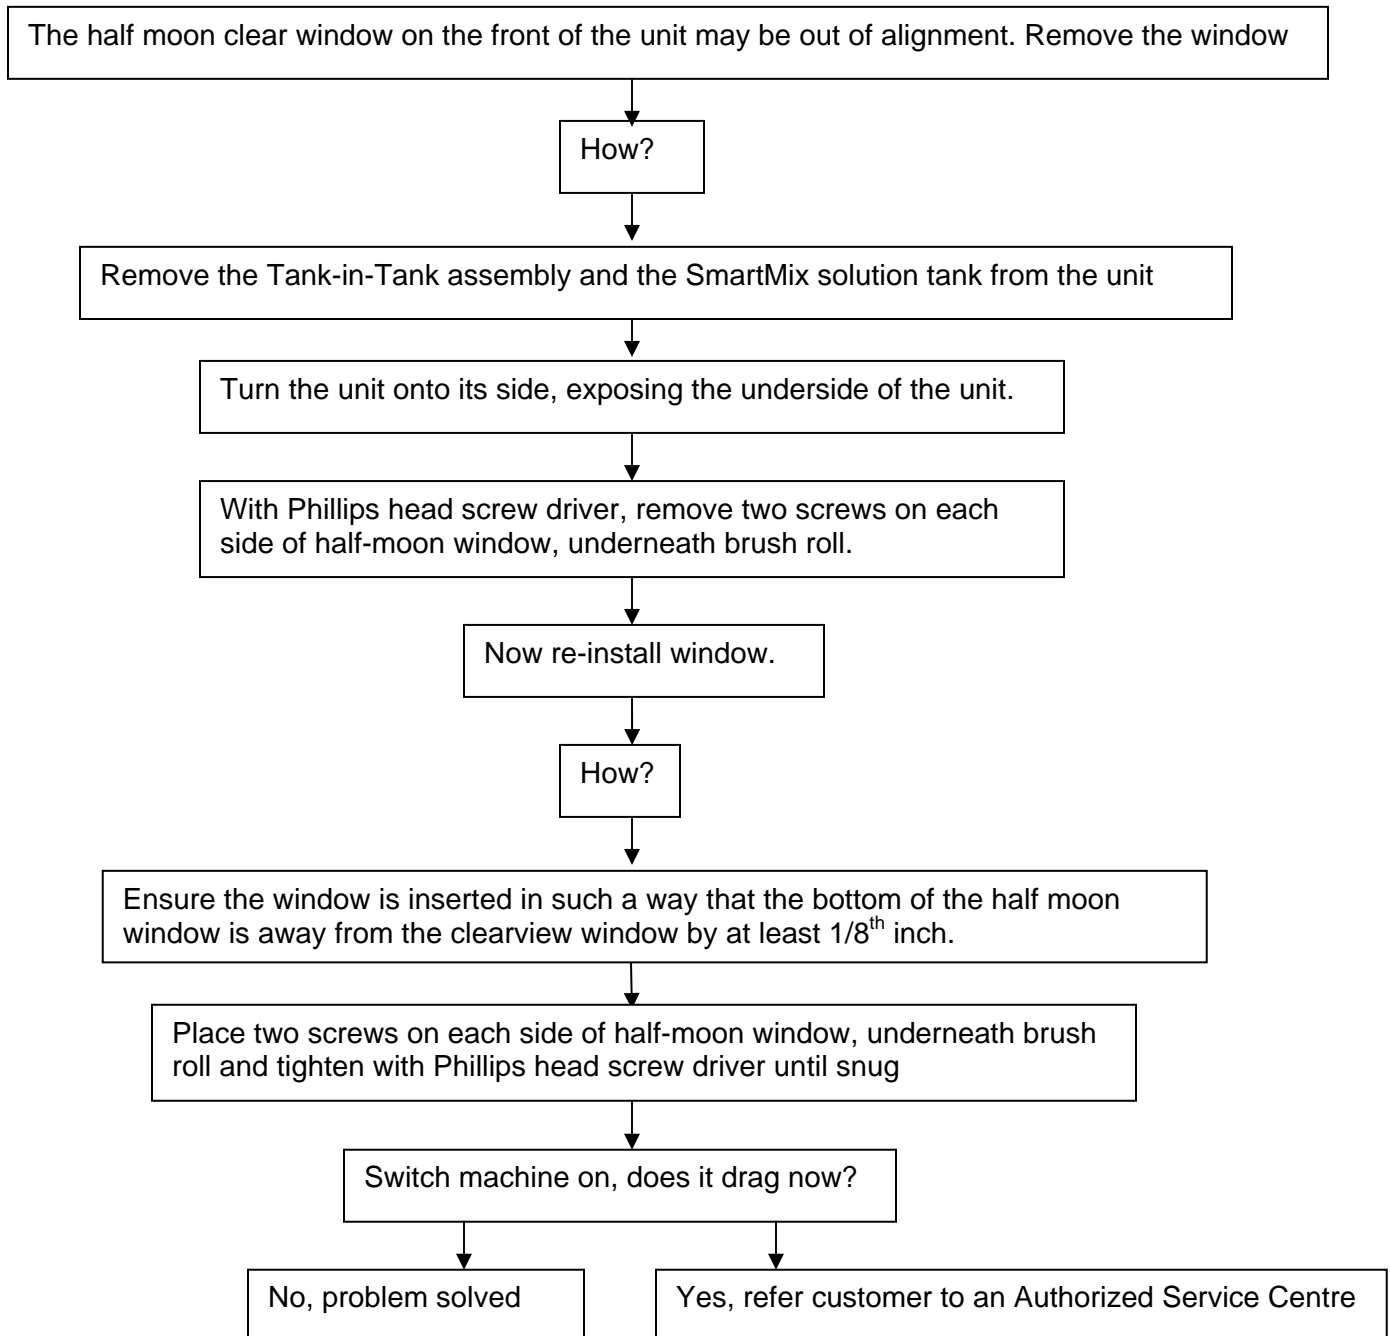 The half moon clear window on the front of the unit may be out of alignment. Remove the window
How?
Remove the Tank-in-Tank assembly and the SmartMix solution tank from the unit
Turn the unit onto its side, exposing the underside of the unit.
With Phillips head screw driver, remove two screws on each
side of half-moon window, underneath brush roll.
Now re-install window.
How?
Ensure the window is inserted in such a way that the bottom of the half moon
window is away from the clearview window by at least 1/8th inch.
Place two screws on each side of half-moon window, underneath brush
roll and tighten with Phillips head screw driver until snug
Switch machine on, does it drag now?
No, problem solved
Yes, refer customer to an Authorized Service Centre